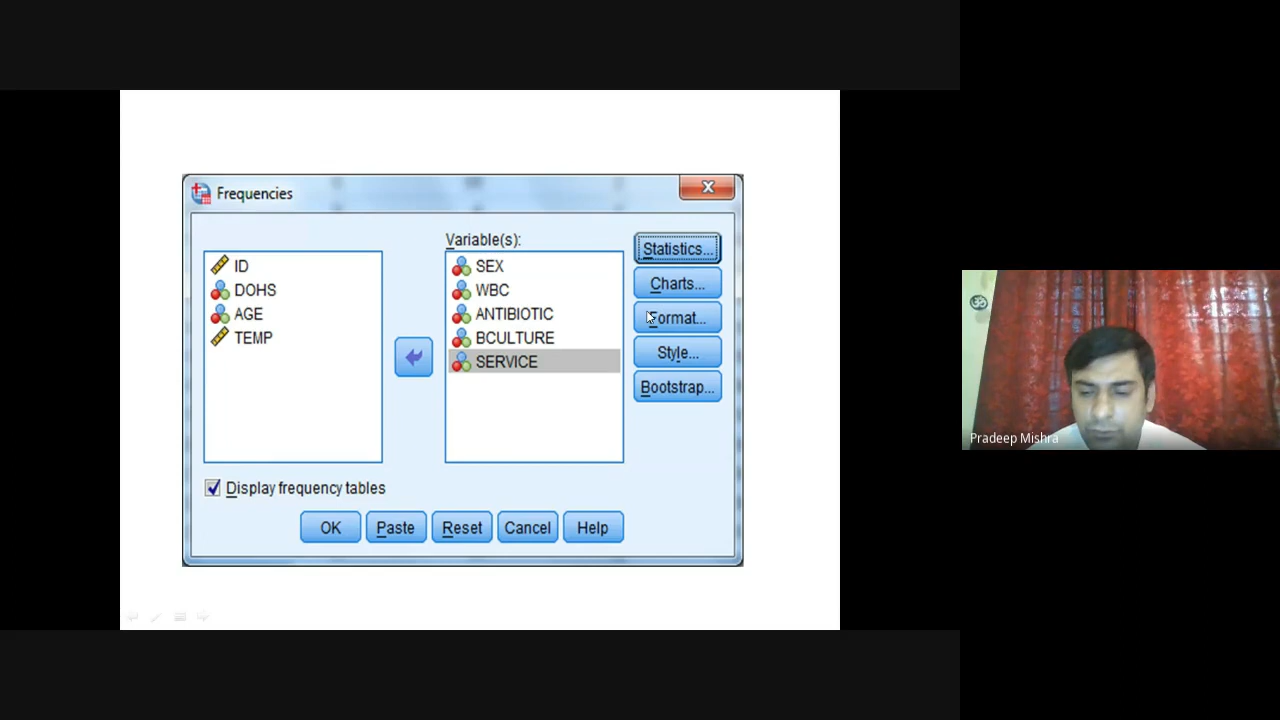 Frequencies
Variable(s):
ID
DOHS
AGE
TEMP
SEX
WBC
ANTIBIOTIC
BCULTURE
SERVICE
Statistics...
Charts...
Format...
Style...
Bootstrap...
Display frequency tables
OK Paste Reset Cancel Help
ॐ
Pradeep Mishra